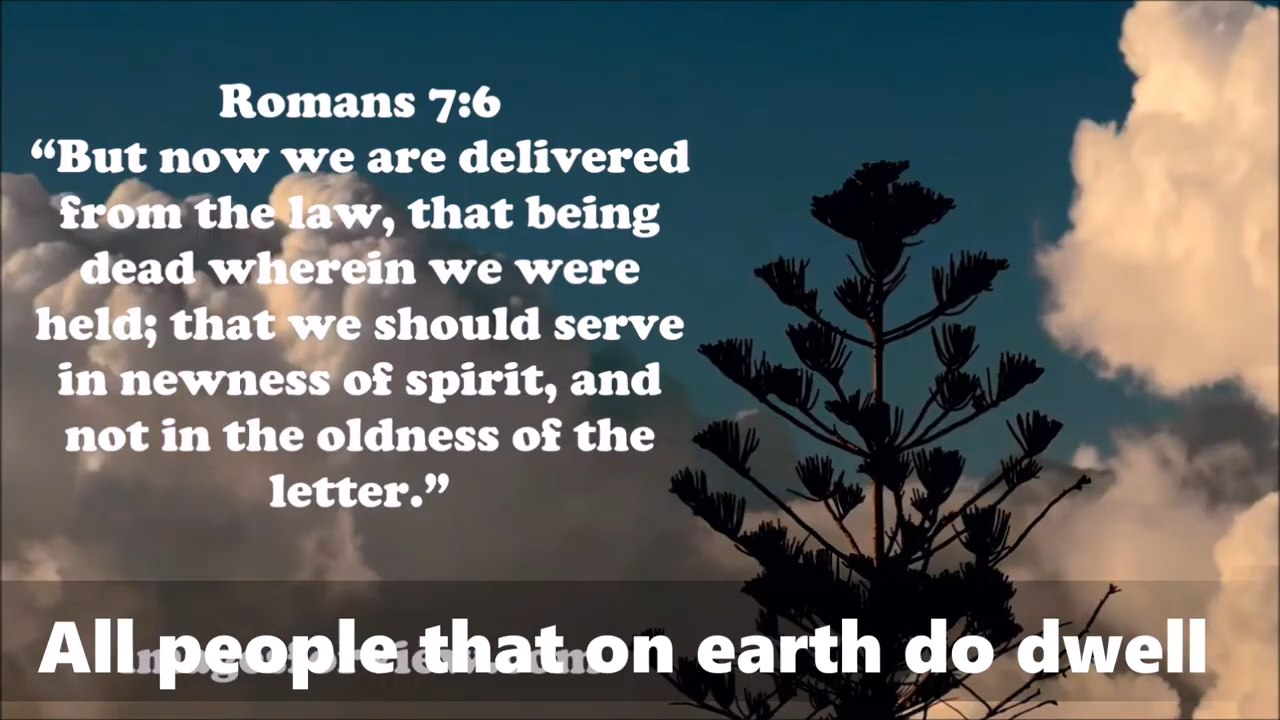 Romans 7:6
“But now we are delivered
from the law, that being
dead wherein we were
held; that we should serve
in newness of spirit, and
not in the oldness of the
letter.”
All people that on earth do dwell